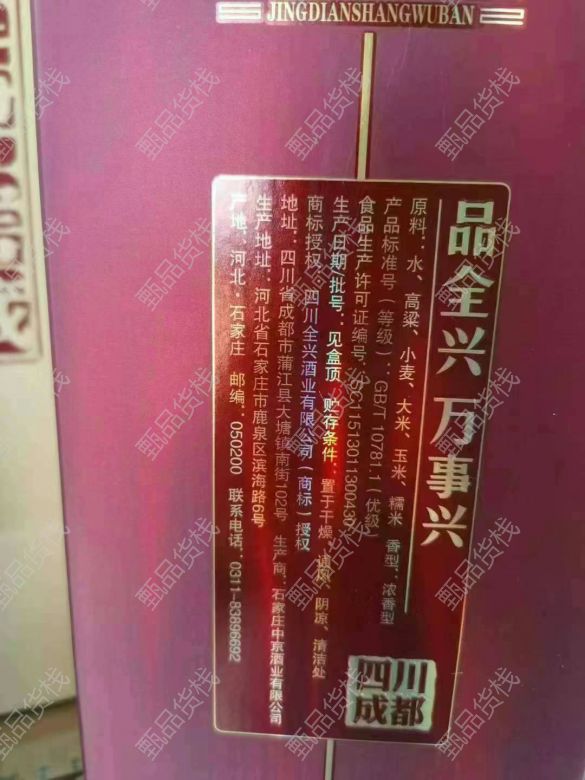 JINGDIANSHANGWUBAN
品全兴 万事兴
原料：水、高粱、小麦、大米、玉米、糯米 香型：浓香型
产品标准号（等级）：GB/T 10781.1（优级）
食品生产许可证编号：SC11513011300430
生产日期/批号：见盒顶 贮存条件：置于干燥、通风、阴凉、清洁处
商标授权：四川全兴酒业有限公司（商标）授权
地址：四川省成都市蒲江县大塘镇南街102号 生产商：石家庄中京酒业有限公司
生产地址：河北省石家庄市鹿泉区滨海路6号
产地：河北·石家庄 邮编：050200 联系电话：0311-83896692
四川
成都
甄品货栈